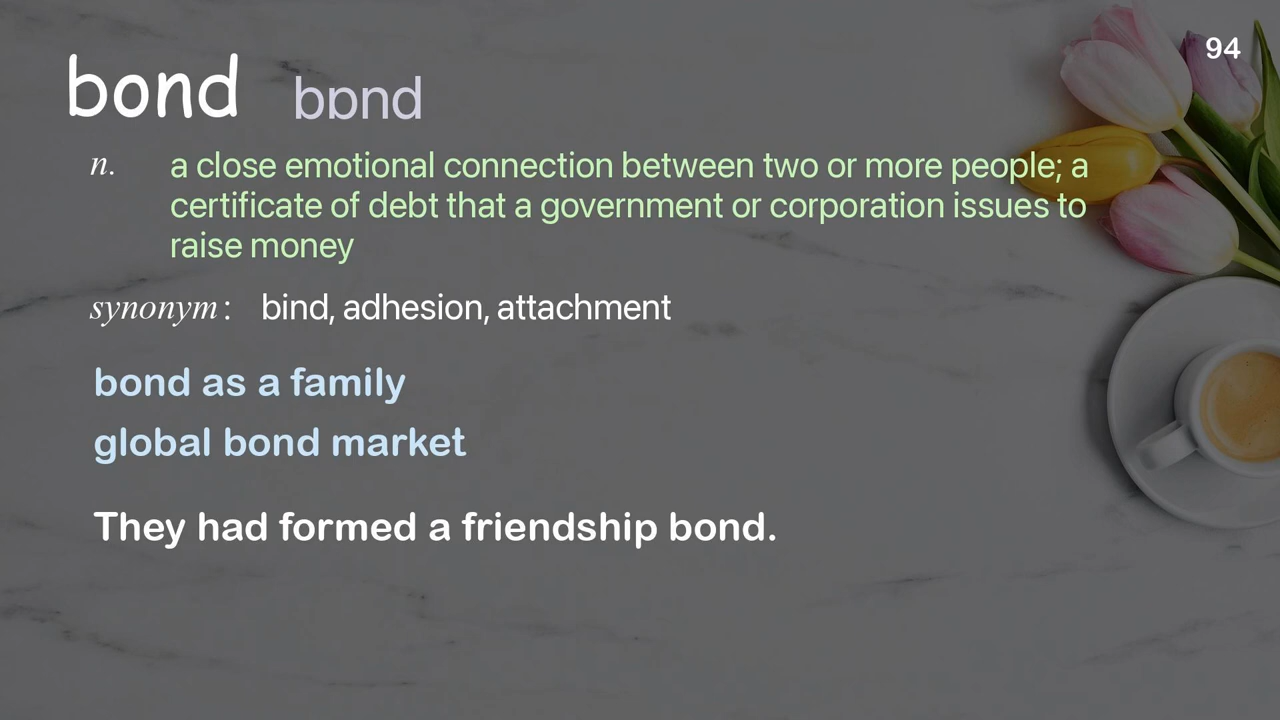 94
bond bɒnd
n. a close emotional connection between two or more people; a
certificate of debt that a government or corporation issues to
raise money
synonym: bind, adhesion, attachment
bond as a family
global bond market
They had formed a friendship bond.